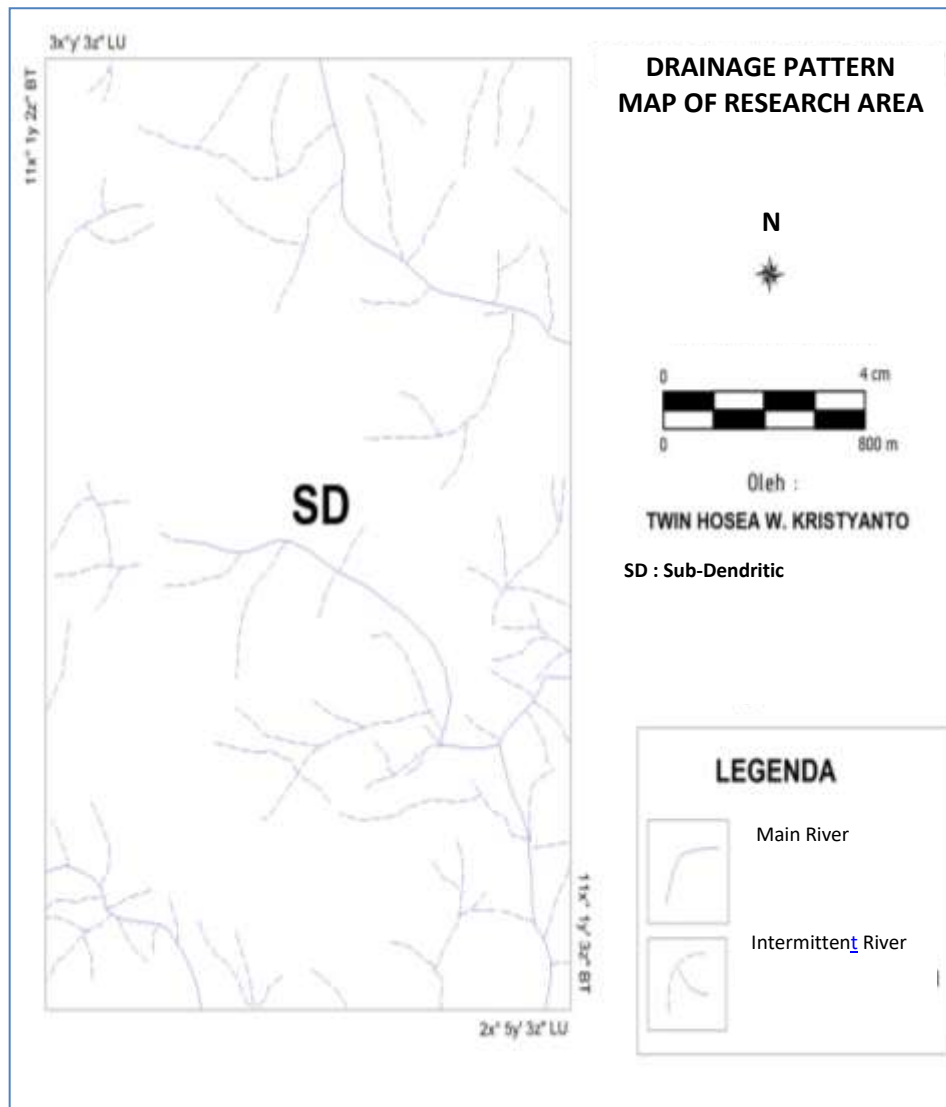 3x°y' 3z" LU
11x° 1y 2z" BT
DRAINAGE PATTERN
MAP OF RESEARCH AREA
N
0 4 cm
0 800 m
Oleh :
TWIN HOSEA W. KRISTYANTO
SD : Sub-Dendritic
SD
LEGENDA
Main River
Intermittent River
11x° 1y' 3z" BT
2x° 5y' 3z" LU